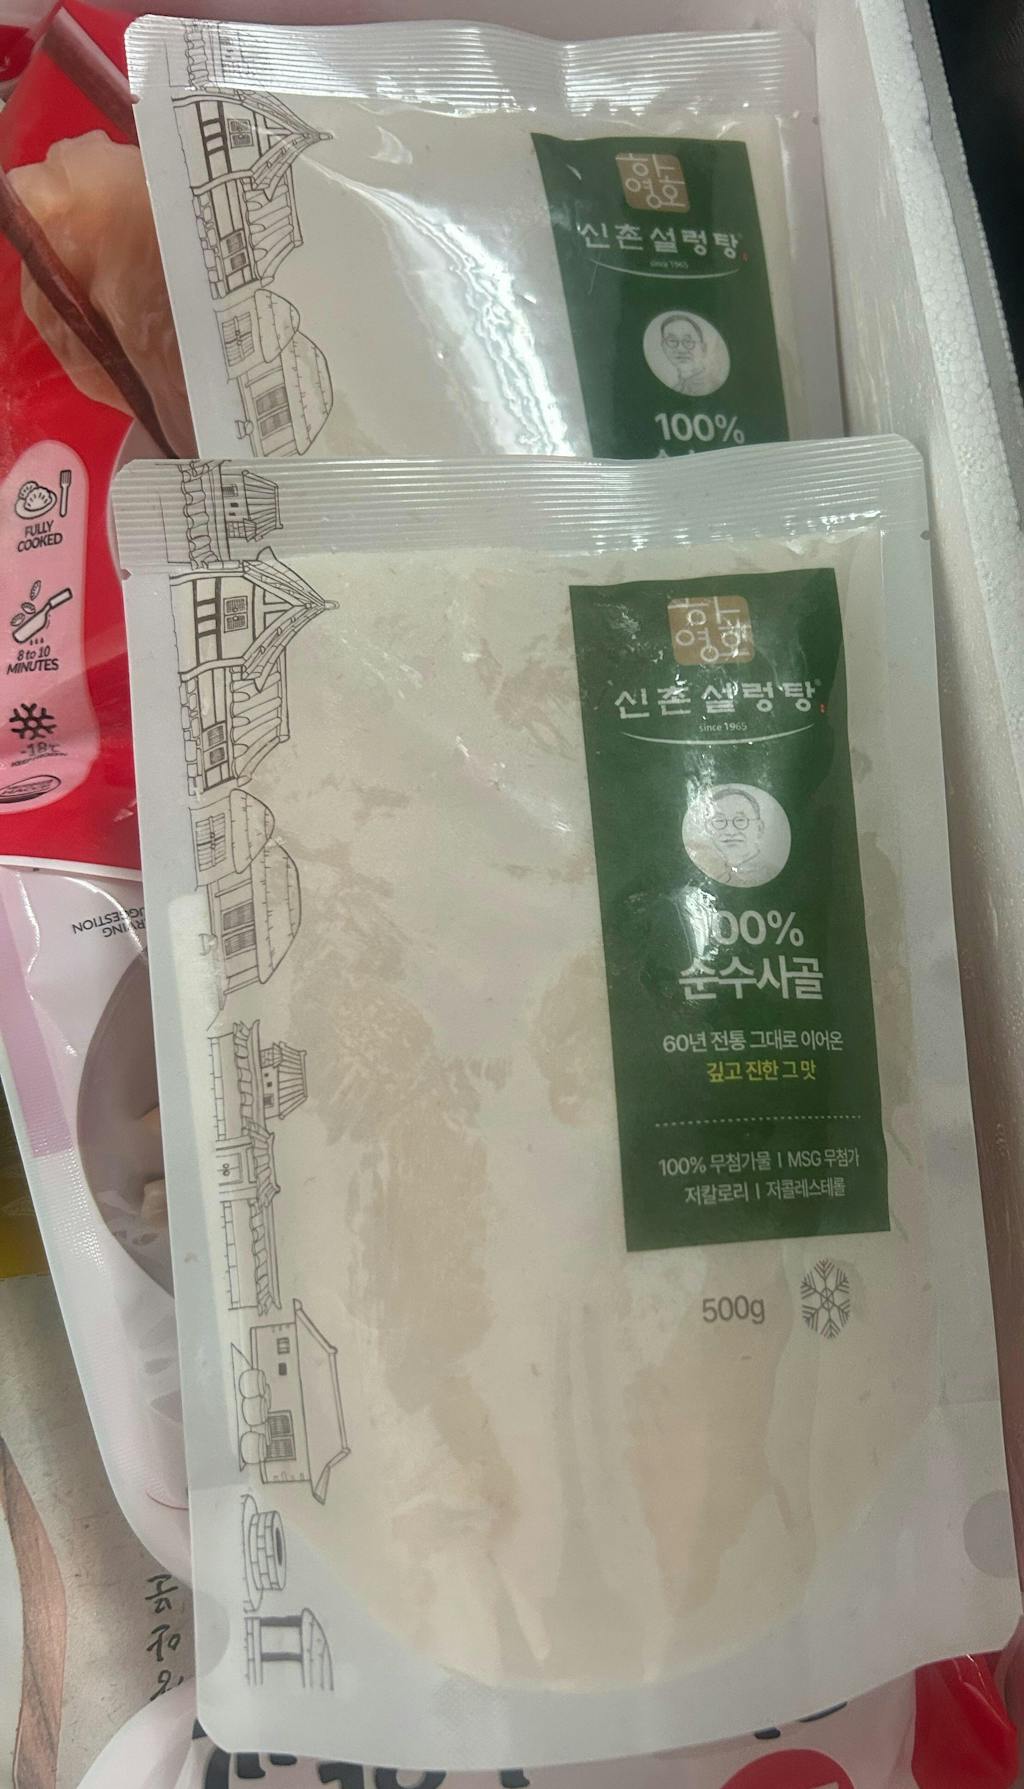 한
영호
신촌설렁탕
since 1965
100%
한
영호
신촌설렁탕
since 1965
100%
순수사골
60년 전통 그대로 이어온
깊고 진한 그 맛
100% 무첨가물 | MSG 무첨가
저칼로리 | 저콜레스테롤
500g
FULLY
COOKED
8 to 10
MINUTES
-18℃
SUGGESTION